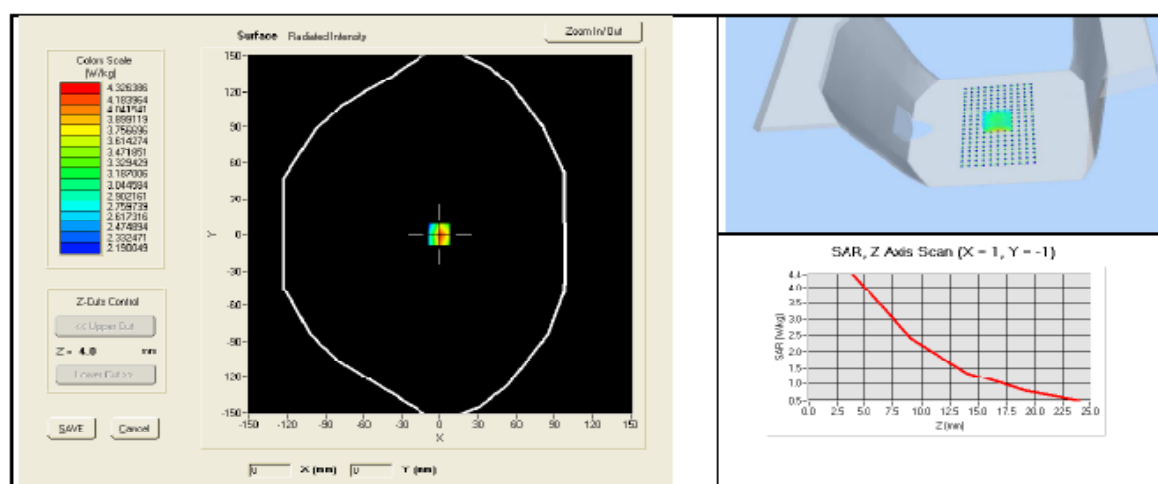 Surface Radiated Intensity
Zoom In/Out
Colors Scale
[W/kg]
4.326386
4.183964
4.041541
3.899119
3.756696
3.614274
3.471851
3.329429
3.187006
3.044584
2.902161
2.759739
2.617316
2.474894
2.332471
2.190049
Z-Cuts Control
<< Upper Cut
Z = 4.0 mm
Lower Cut >>
SAVE Cancel
150
120
90
60
30
Y 0
-30
-60
-90
-120
-150
-150 -120 -90 -60 -30 0 30 60 90 120 150
X
0 X (mm) 0 Y (mm)
SAR, Z Axis Scan (X = 1, Y = -1)
SAR (W/kg)
4.4
4.0
3.5
3.0
2.5
2.0
1.5
1.0
0.5
0.0 2.5 5.0 7.5 10.0 12.5 15.0 17.5 20.0 22.5 25.0
Z (mm)